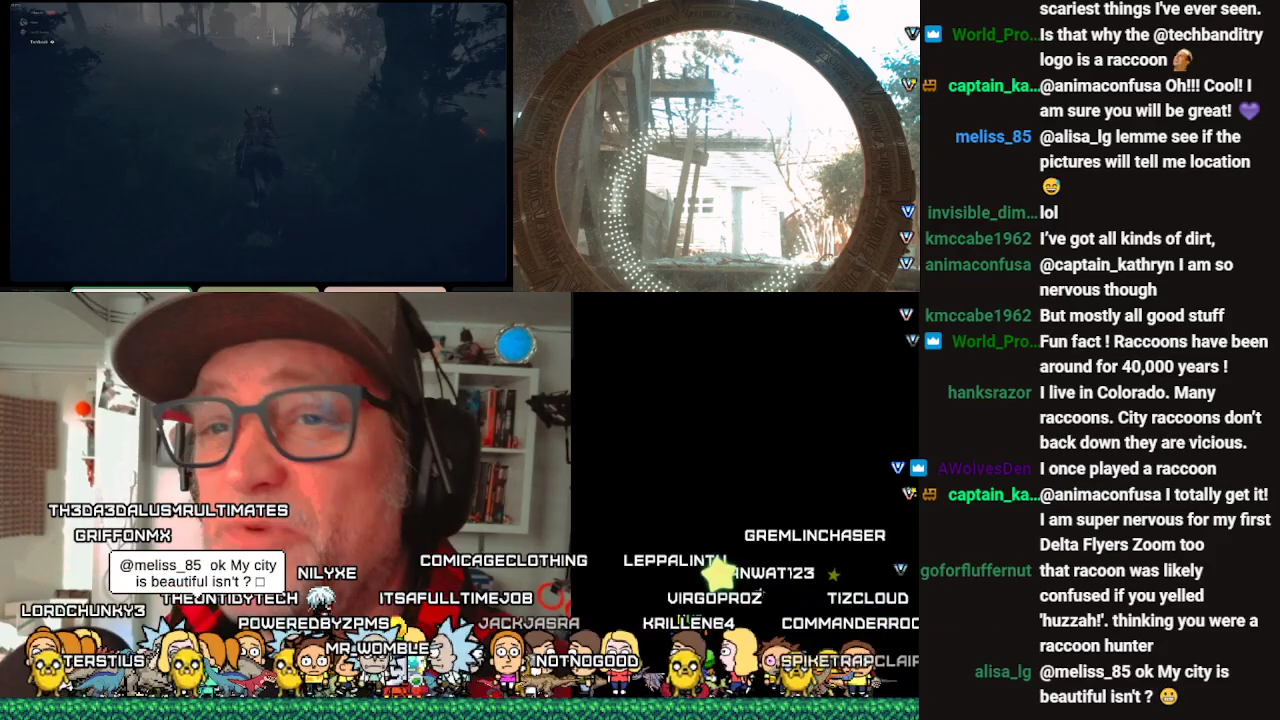 scariest things I've ever seen.
World_Pro... Is that why the @techbanditry
logo is a raccoon
captain_ka... @animaconfusa Oh!!! Cool! I
am sure you will be great! 💜
meliss_85 @alisa_lg lemme see if the
pictures will tell me location
😅
invisible_dim... lol
kmccabe1962 I've got all kinds of dirt,
animaconfusa @captain_kathryn I am so
nervous though
kmccabe1962 But mostly all good stuff
World_Pro... Fun fact ! Raccoons have been
around for 40,000 years !
hanksrazor I live in Colorado. Many
raccoons. City raccoons don't
back down they are vicious.
AWolvesDen I once played a raccoon
captain_ka... @animaconfusa I totally get it!
I am super nervous for my first
Delta Flyers Zoom too
goforfluffernut that racoon was likely
confused if you yelled
'huzzah!'. thinking you were a
raccoon hunter
alisa_lg @meliss_85 ok My city is
beautiful isn't ? 😬
TH3DA3DALUSMRULTIMATES
GRIFFONMX
GREMLINCHASER
@meliss_85 ok My city
is beautiful isn't ? □
NILYXE
COMICAGECLOTHING
LEPPALINTU
ANWAT123
LORDCHUNKY3
THEUNTIDYTECH
ITSAFULLTIMEJOB
VIRGOPROZ
TIZCLOUD
POWEREDBYZPMS
JACKJASRA
KRILLEN64
COMMANDERROC
TERSTIUS
MR_WOMBLE
NOTNOGOOD
SPIKETRAPCLAIR